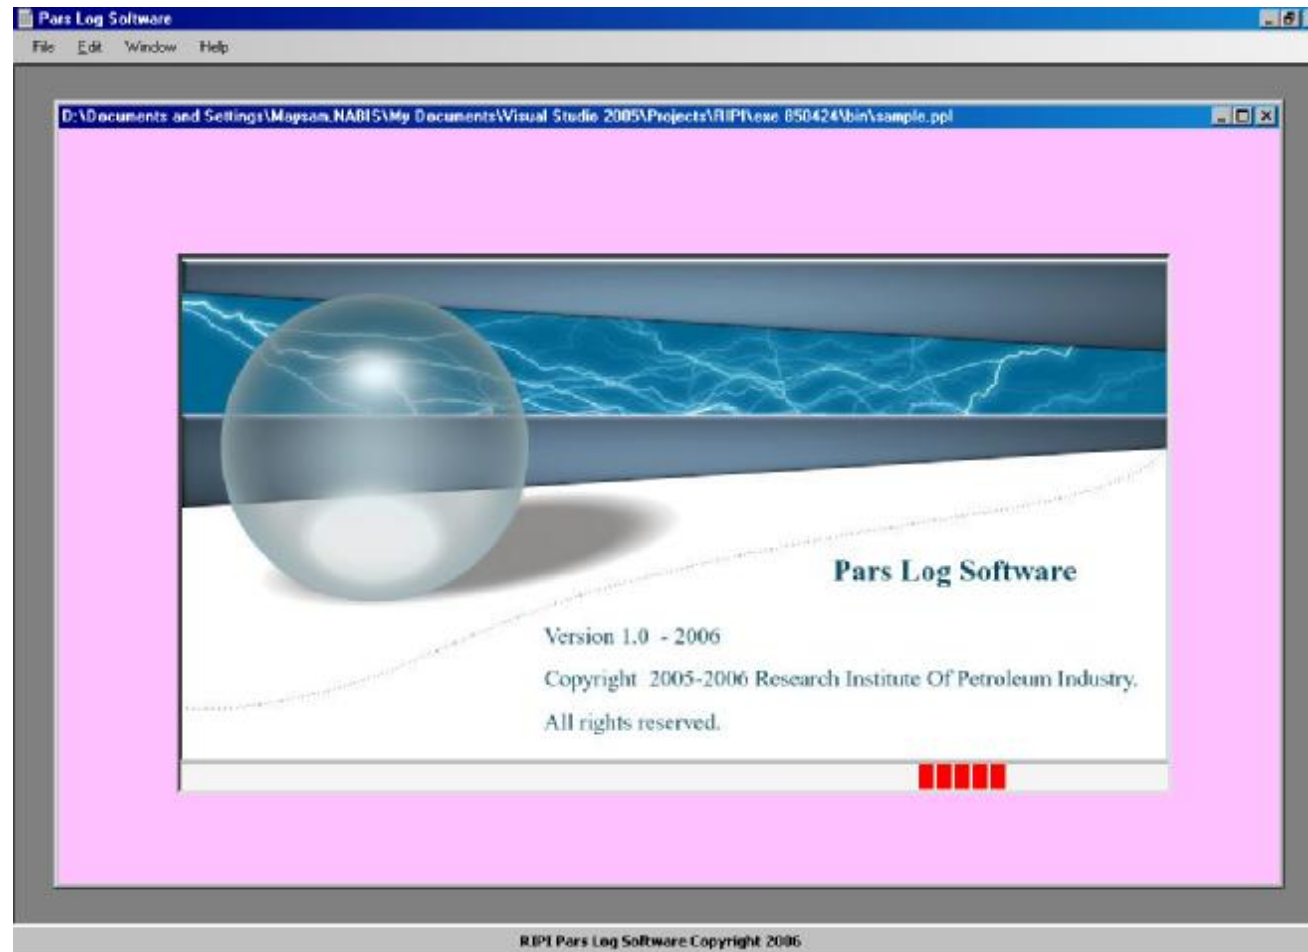 Pars Log Software
File Edit Window Help
D:\Documents and Settings\Maysam.NABIS\My Documents\Visual Studio 2005\Projects\RIPI\exe 850424\bin\sample.ppl
Pars Log Software
Version 1.0 - 2006
Copyright 2005-2006 Research Institute Of Petroleum Industry.
All rights reserved.
RIPI Pars Log Software Copyright 2006